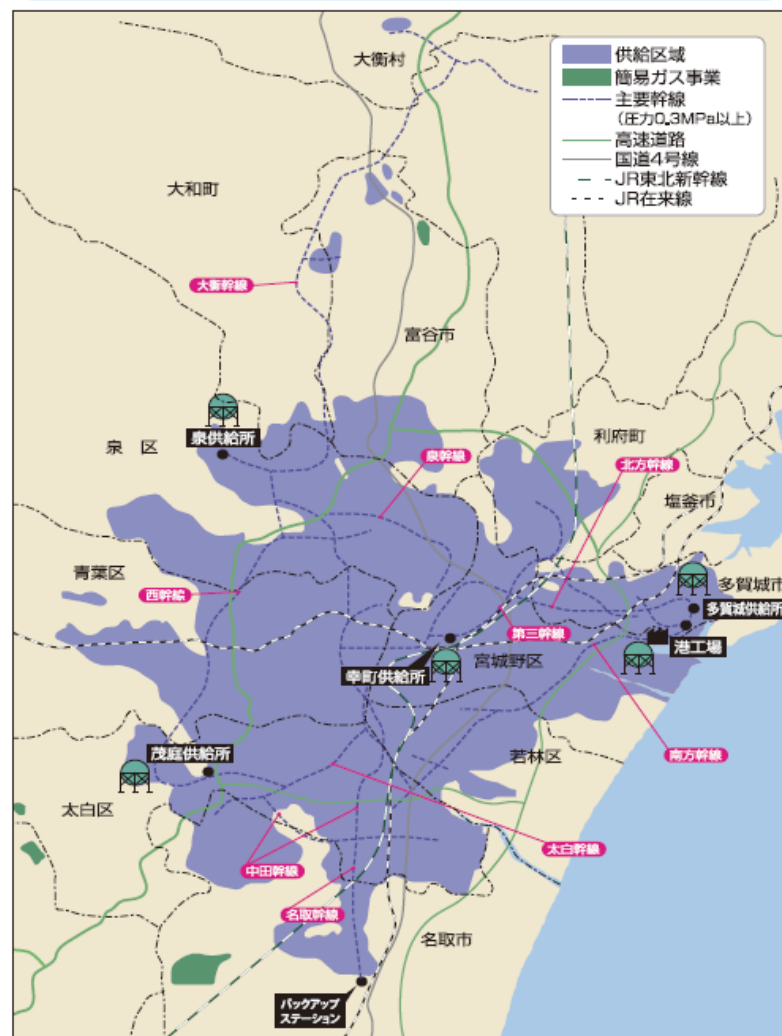 大衡村
供給区域
簡易ガス事業
主要幹線
(圧力0.3MPa以上)
高速道路
国道4号線
JR東北新幹線
JR在来線
大和町
大衡幹線
富谷市
泉供給所
泉 区
泉幹線
利府町
北方幹線
塩釜市
青葉区
西幹線
多賀城市
多賀城供給所
第三幹線
港工場
宮城野区
幸町供給所
茂庭供給所
若林区
南方幹線
太白区
太白幹線
中田幹線
名取幹線
名取市
バックアップ
ステーション